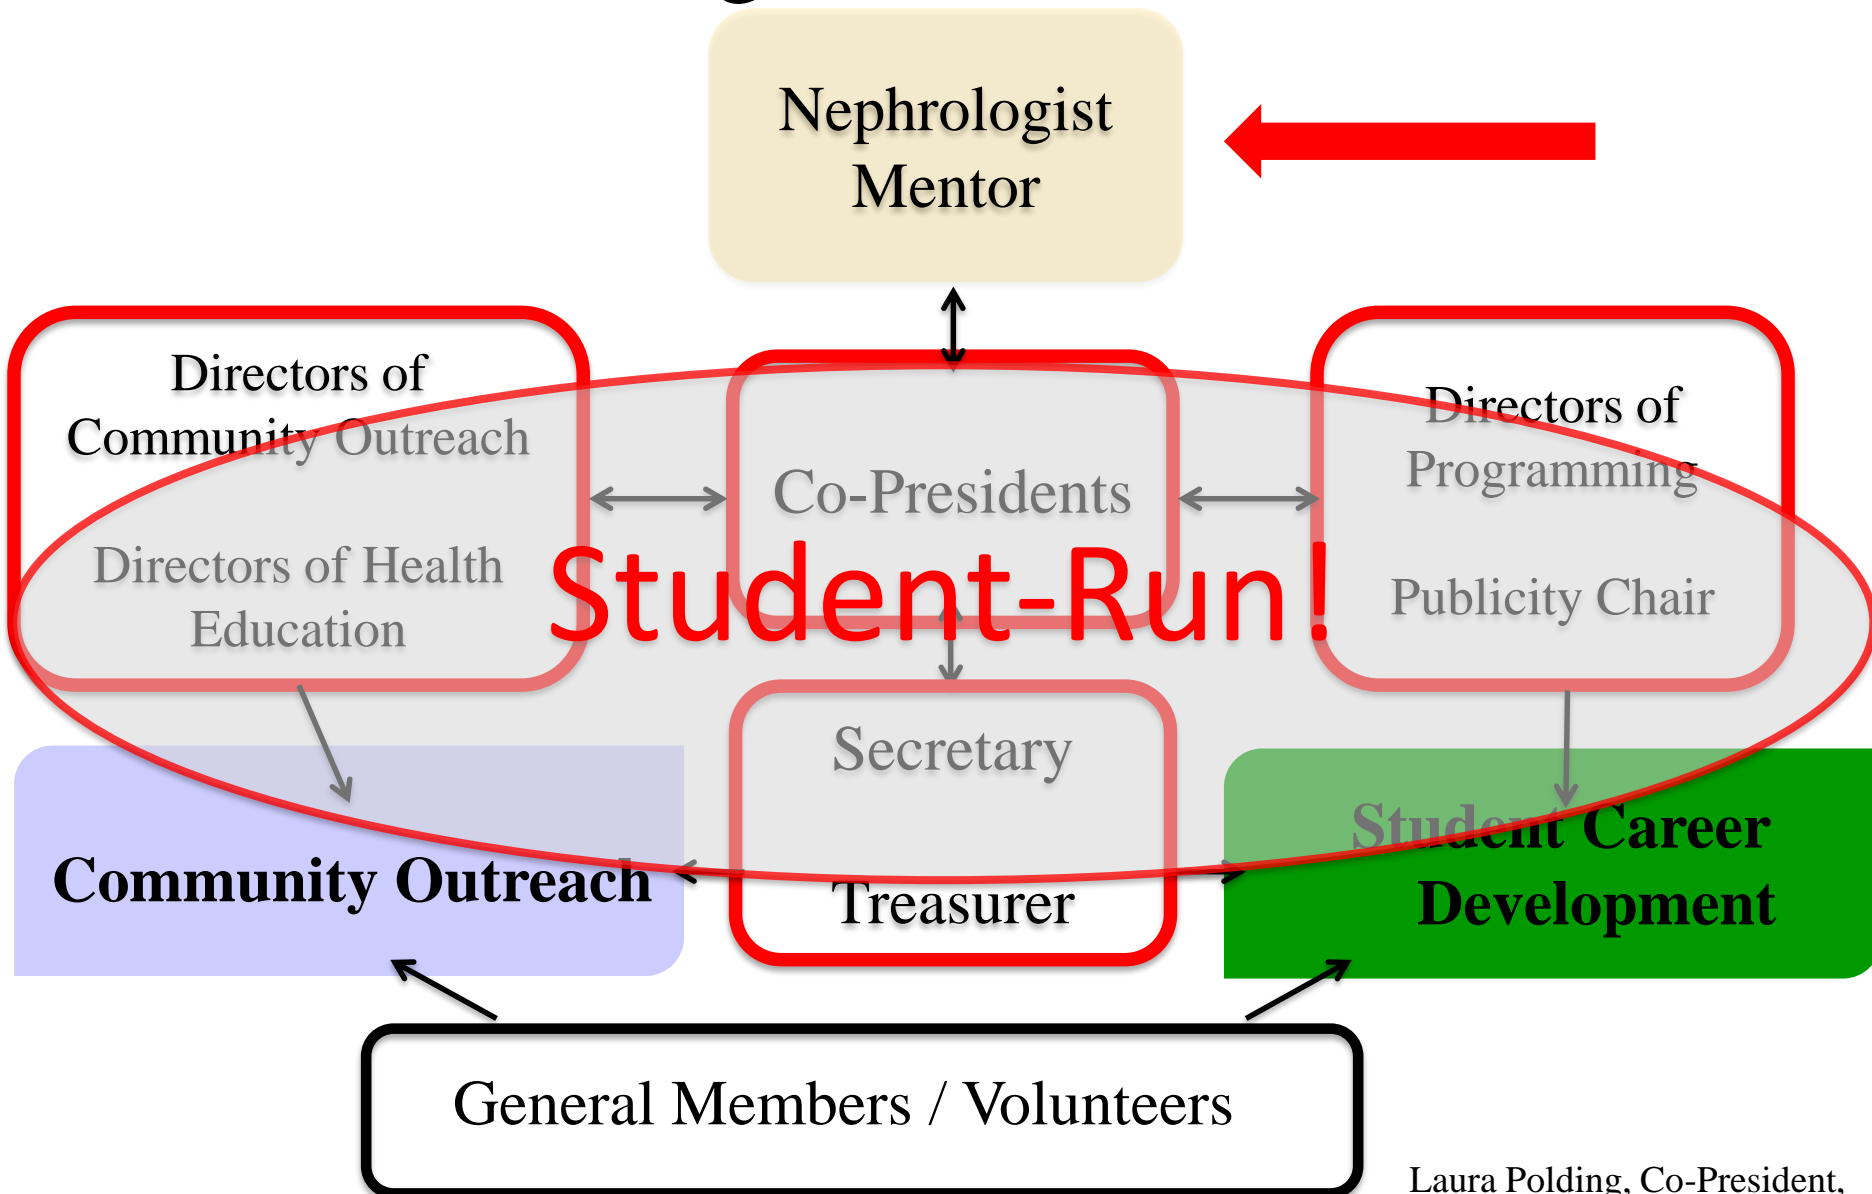 Nephrologist
Mentor
Directors of
Community Outreach
Directors of Health
Education
Co-Presidents
Directors of
Programming
Publicity Chair
Student-Run!
Secretary
Treasurer
Community Outreach
Student Career
Development
General Members / Volunteers
Laura Polding, Co-President,